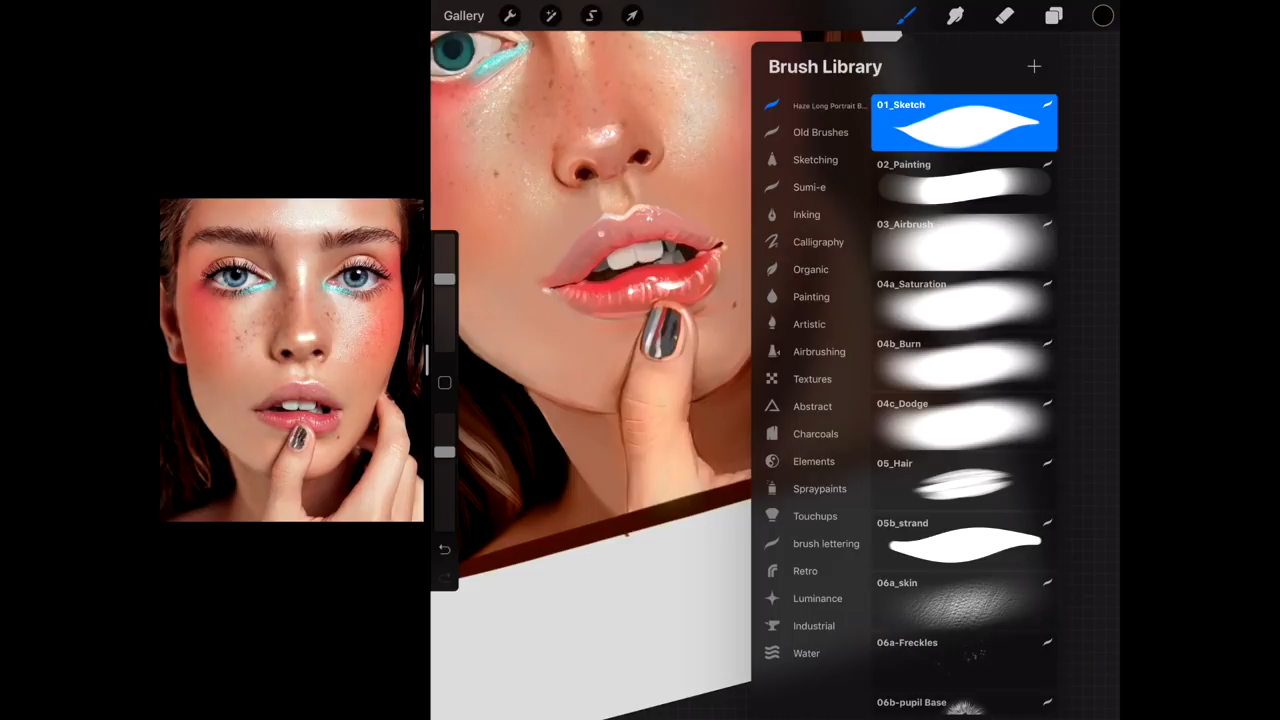 Gallery
Brush Library
Haze Long Portrait B...
Old Brushes
Sketching
Sumi-e
Inking
Calligraphy
Organic
Painting
Artistic
Airbrushing
Textures
Abstract
Charcoals
Elements
Spraypaints
Touchups
brush lettering
Retro
Luminance
Industrial
Water
01_Sketch
02_Painting
03_Airbrush
04a_Saturation
04b_Burn
04c_Dodge
05_Hair
05b_strand
06a_skin
06a-Freckles
06b-pupil Base